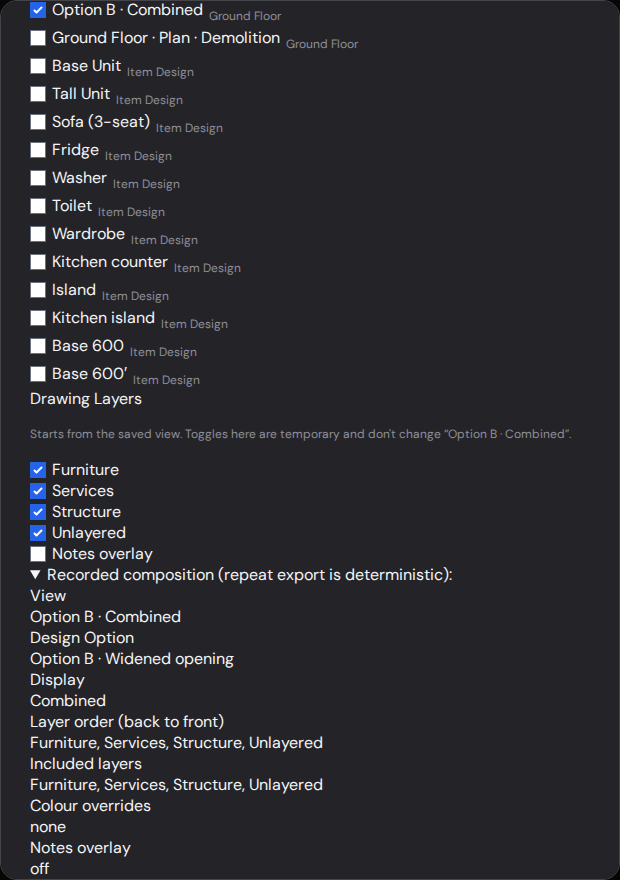 Option B · Combined Ground Floor
Ground Floor · Plan · Demolition Ground Floor
Base Unit Item Design
Tall Unit Item Design
Sofa (3-seat) Item Design
Fridge Item Design
Washer Item Design
Toilet Item Design
Wardrobe Item Design
Kitchen counter Item Design
Island Item Design
Kitchen island Item Design
Base 600 Item Design
Base 600′ Item Design
Drawing Layers
Starts from the saved view. Toggles here are temporary and don't change “Option B · Combined”.
Furniture
Services
Structure
Unlayered
Notes overlay
Recorded composition (repeat export is deterministic):
View
Option B · Combined
Design Option
Option B · Widened opening
Display
Combined
Layer order (back to front)
Furniture, Services, Structure, Unlayered
Included layers
Furniture, Services, Structure, Unlayered
Colour overrides
none
Notes overlay
off